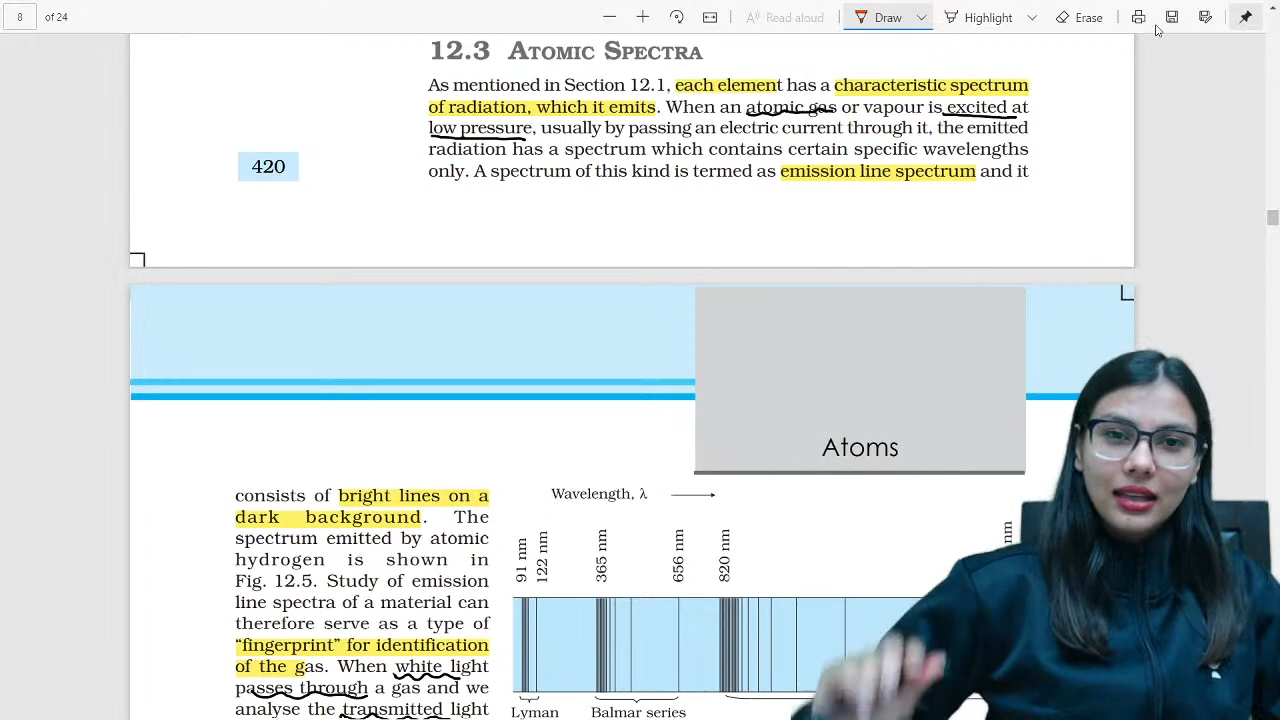 8 of 24
Read aloud
Draw
Highlight
Erase
12.3 ATOMIC SPECTRA
As mentioned in Section 12.1, each element has a characteristic spectrum
of radiation, which it emits. When an atomic gas or vapour is excited at
low pressure, usually by passing an electric current through it, the emitted
radiation has a spectrum which contains certain specific wavelengths
only. A spectrum of this kind is termed as emission line spectrum and it
420
Atoms
consists of bright lines on a
dark background. The
spectrum emitted by atomic
hydrogen is shown in
Fig. 12.5. Study of emission
line spectra of a material can
therefore serve as a type of
“fingerprint” for identification
of the gas. When white light
passes through a gas and we
analyse the transmitted light
Wavelength, λ
91 nm
122 nm
365 nm
656 nm
820 nm
nm
Lyman
Balmar series